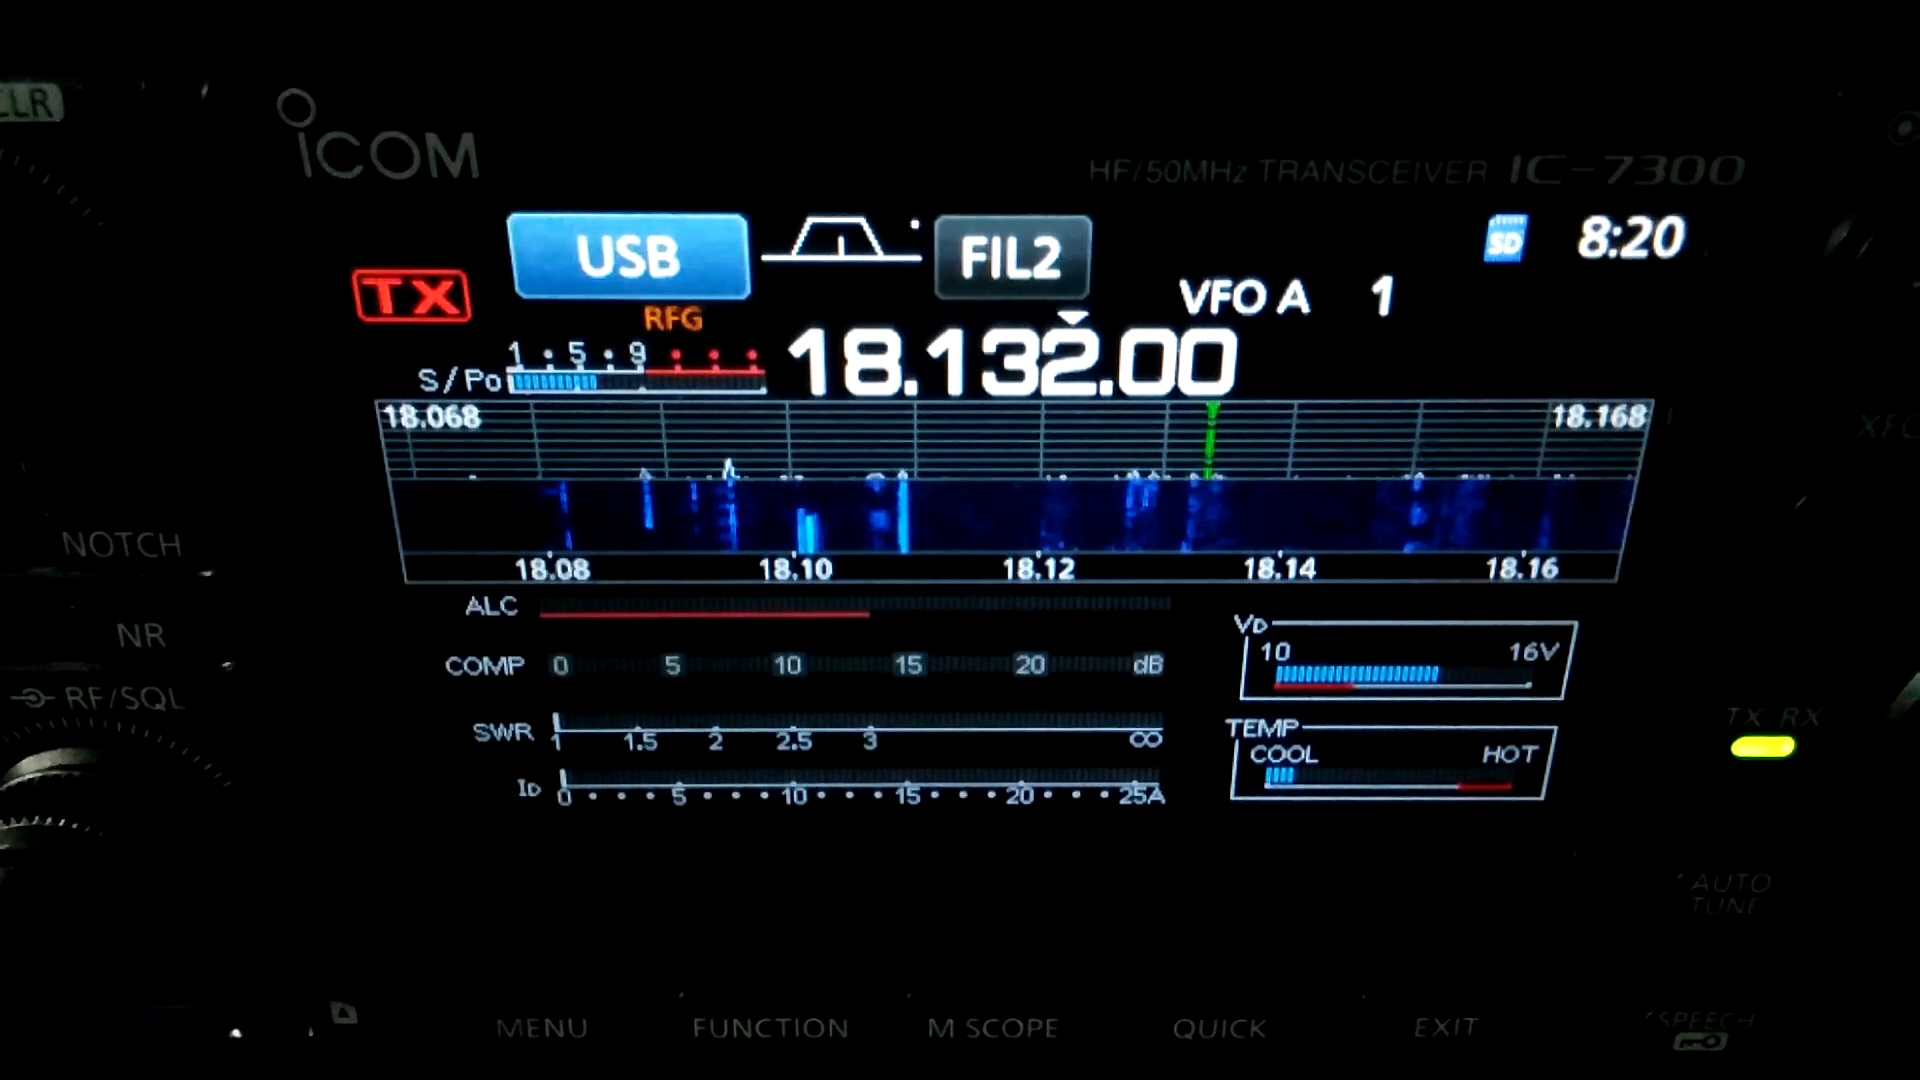 CLR
ICOM
HF/50MHz TRANSCEIVER IC-7300
USB
FIL2
SD
8:20
TX
RFG
VFO A 1
S/Po 1 5 9
18.132.00
18.068
18.168
18.08 18.10 18.12 18.14 18.16
ALC
COMP 0 5 10 15 20 dB
SWR 1 1.5 2 2.5 3 ∞
ID 0 5 10 15 20 25A
VD
10 16V
TEMP
COOL HOT
NOTCH
NR
RF/SQL
TX/RX
XFC
AUTO
TUNE
MENU FUNCTION M SCOPE QUICK EXIT
SPEECH